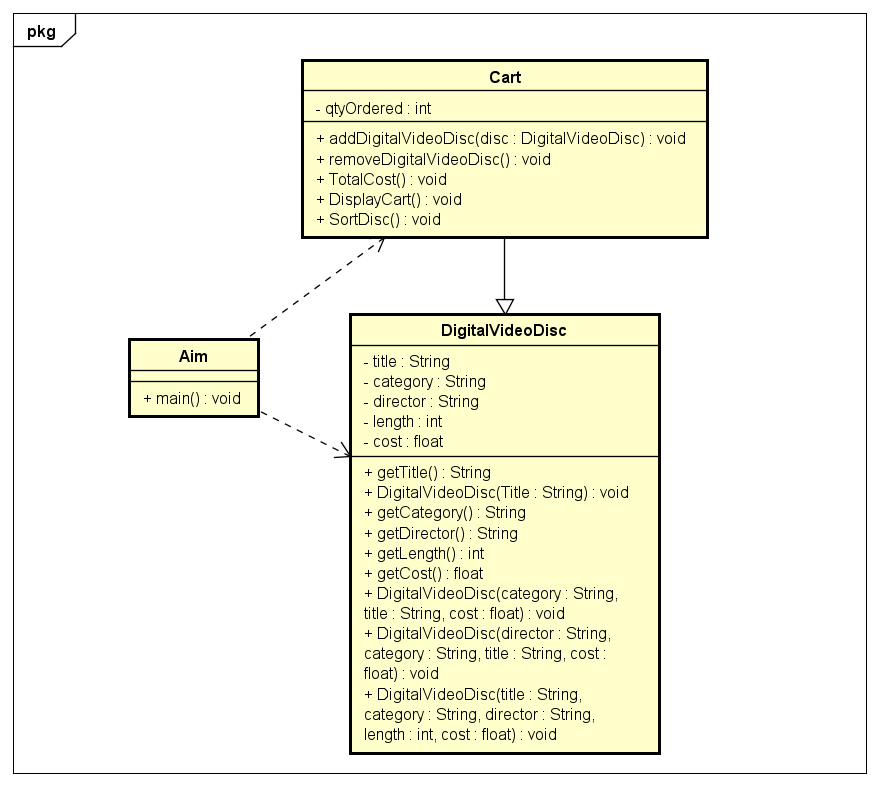 pkg
Cart
- qtyOrdered : int
+ addDigitalVideoDisc(disc : DigitalVideoDisc) : void
+ removeDigitalVideoDisc() : void
+ TotalCost() : void
+ DisplayCart() : void
+ SortDisc() : void
Aim
+ main() : void
DigitalVideoDisc
- title : String
- category : String
- director : String
- length : int
- cost : float
+ getTitle() : String
+ DigitalVideoDisc(Title : String) : void
+ getCategory() : String
+ getDirector() : String
+ getLength() : int
+ getCost() : float
+ DigitalVideoDisc(category : String,
title : String, cost : float) : void
+ DigitalVideoDisc(director : String,
category : String, title : String, cost :
float) : void
+ DigitalVideoDisc(title : String,
category : String, director : String,
length : int, cost : float) : void